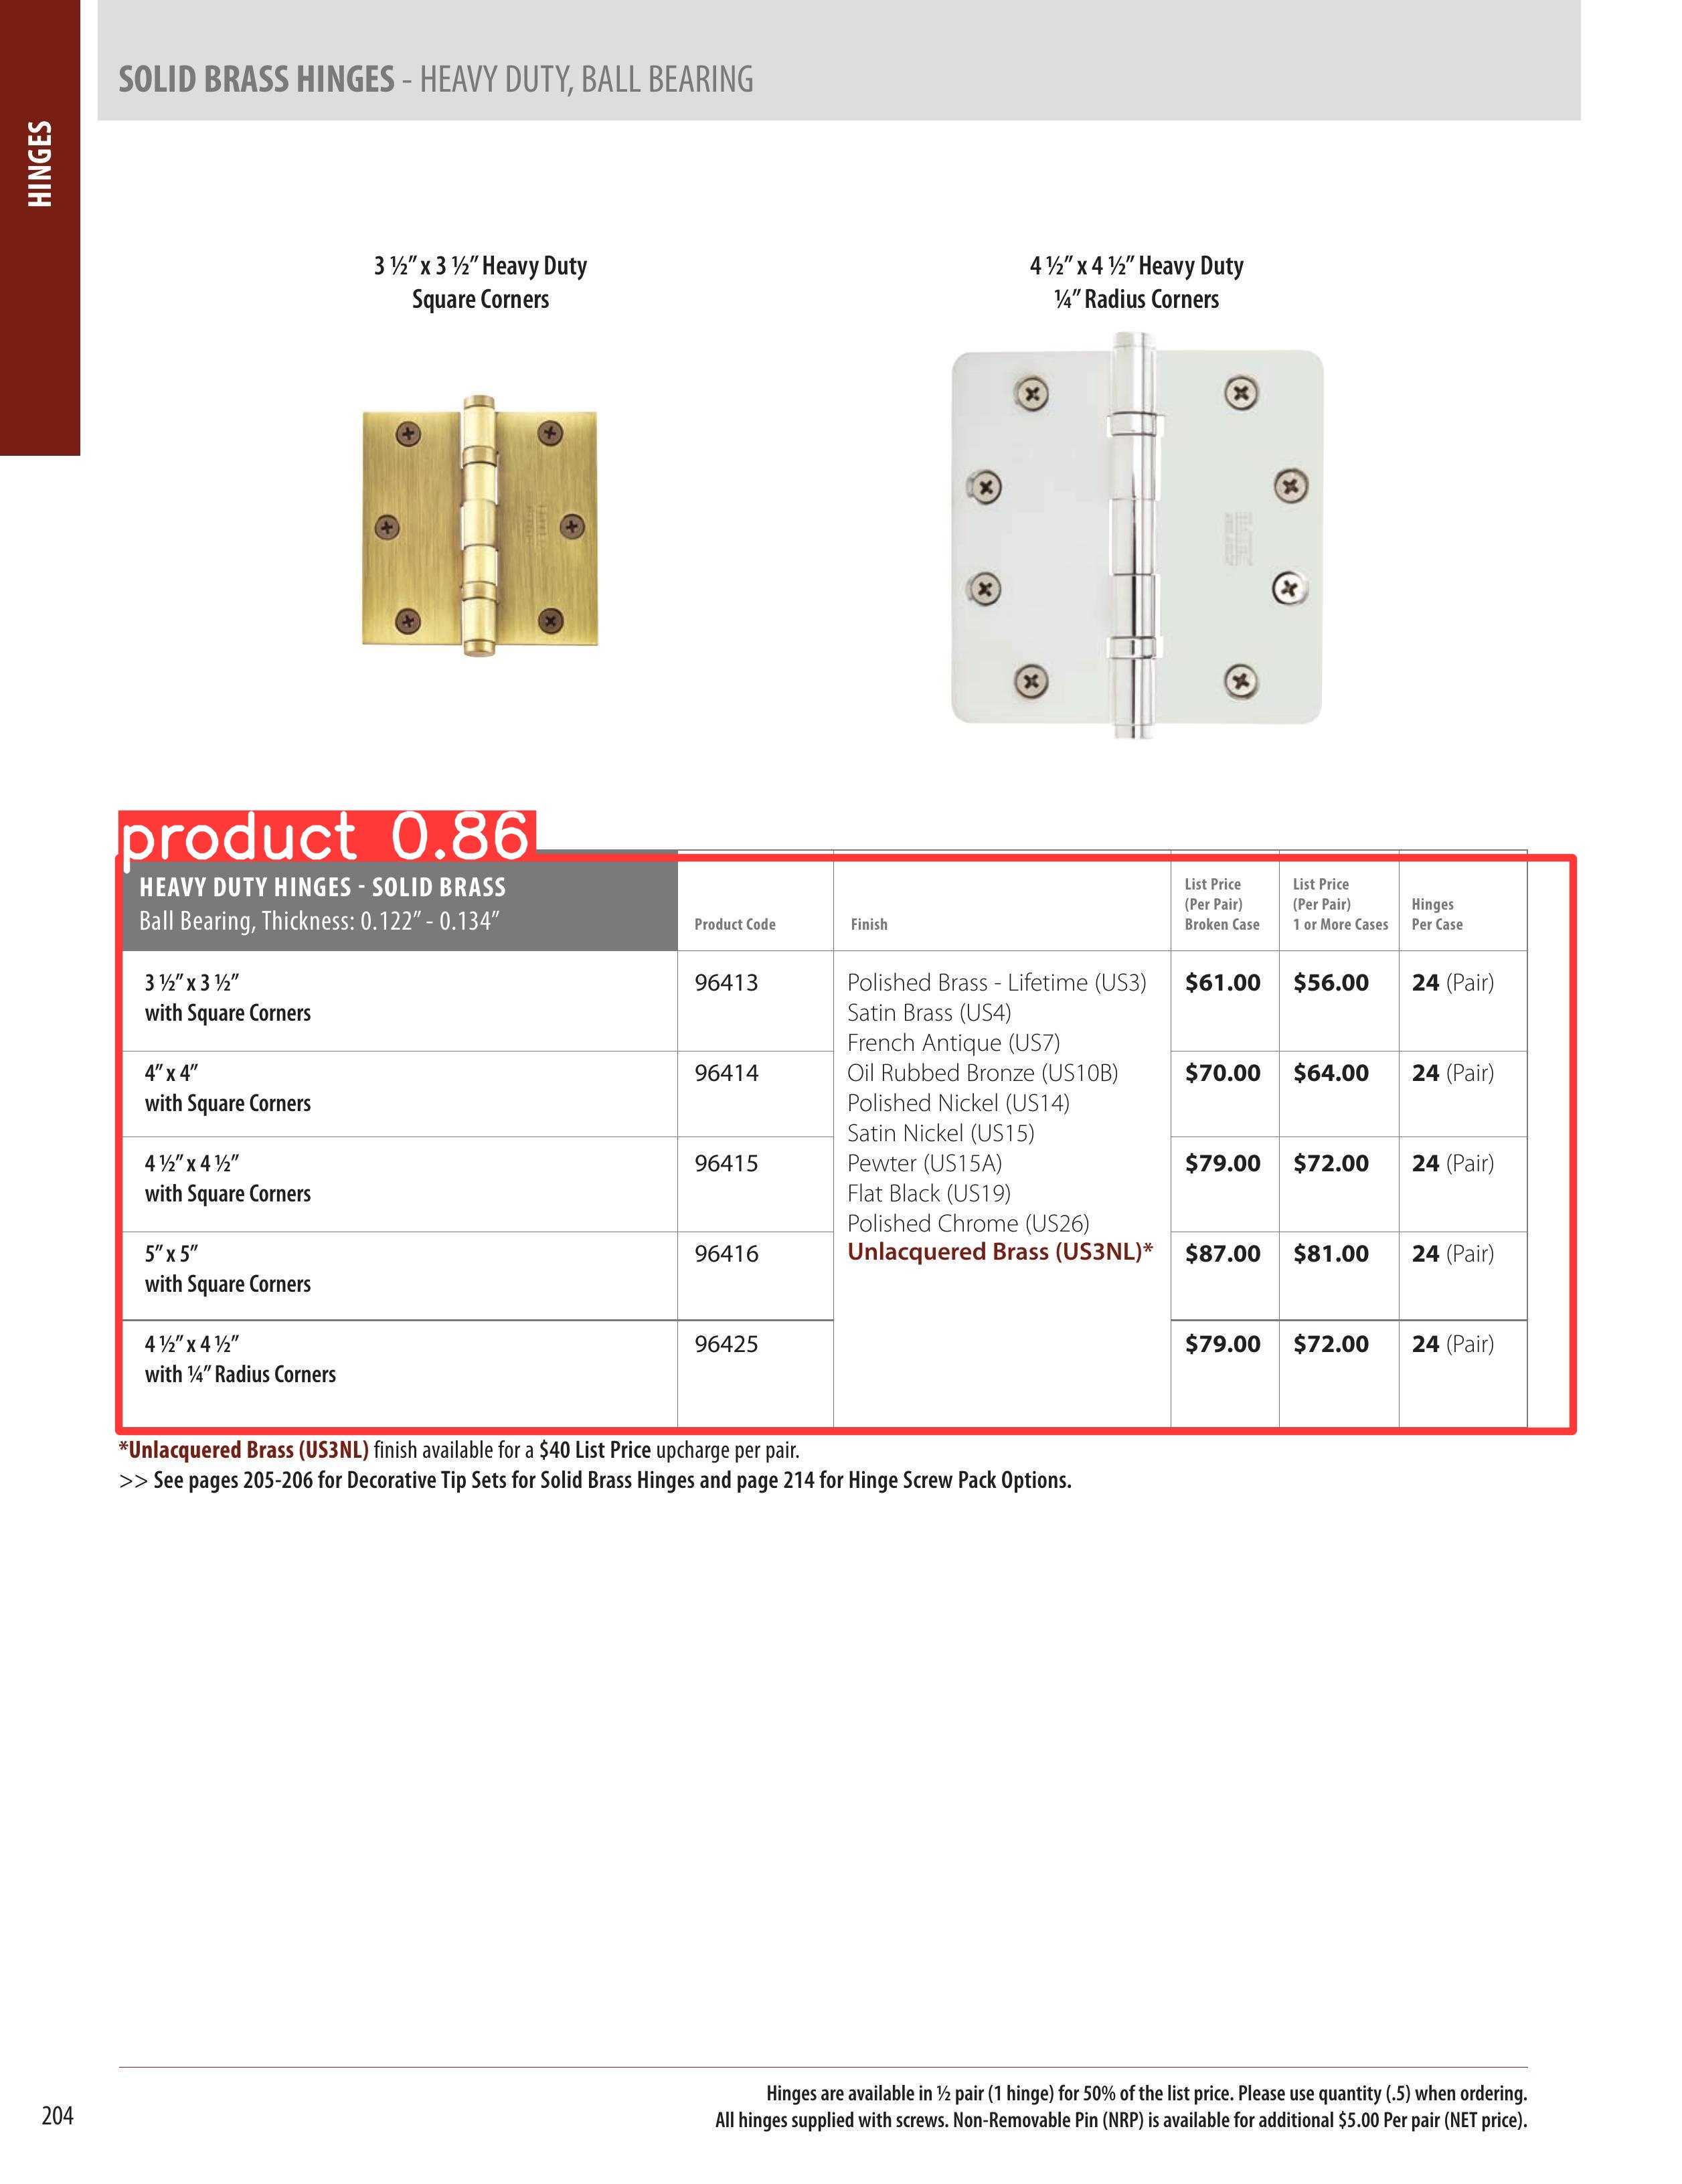 SOLID BRASS HINGES - HEAVY DUTY, BALL BEARING
HINGES
3 ½” x 3 ½” Heavy Duty
Square Corners
4 ½” x 4 ½” Heavy Duty
¼” Radius Corners
product 0.86
HEAVY DUTY HINGES - SOLID BRASS
Ball Bearing, Thickness: 0.122” - 0.134”
Product Code
Finish
List Price
(Per Pair)
Broken Case
List Price
(Per Pair)
1 or More Cases
Hinges
Per Case
3 ½” x 3 ½”
with Square Corners
96413
$61.00
$56.00
24 (Pair)
4” x 4”
with Square Corners
96414
$70.00
$64.00
24 (Pair)
4 ½” x 4 ½”
with Square Corners
96415
$79.00
$72.00
24 (Pair)
5” x 5”
with Square Corners
96416
$87.00
$81.00
24 (Pair)
4 ½” x 4 ½”
with ¼” Radius Corners
96425
$79.00
$72.00
24 (Pair)
Polished Brass - Lifetime (US3)
Satin Brass (US4)
French Antique (US7)
Oil Rubbed Bronze (US10B)
Polished Nickel (US14)
Satin Nickel (US15)
Pewter (US15A)
Flat Black (US19)
Polished Chrome (US26)
Unlacquered Brass (US3NL)*
*Unlacquered Brass (US3NL) finish available for a $40 List Price upcharge per pair.
>> See pages 205-206 for Decorative Tip Sets for Solid Brass Hinges and page 214 for Hinge Screw Pack Options.
Hinges are available in ½ pair (1 hinge) for 50% of the list price. Please use quantity (.5) when ordering.
All hinges supplied with screws. Non-Removable Pin (NRP) is available for additional $5.00 Per pair (NET price).
204